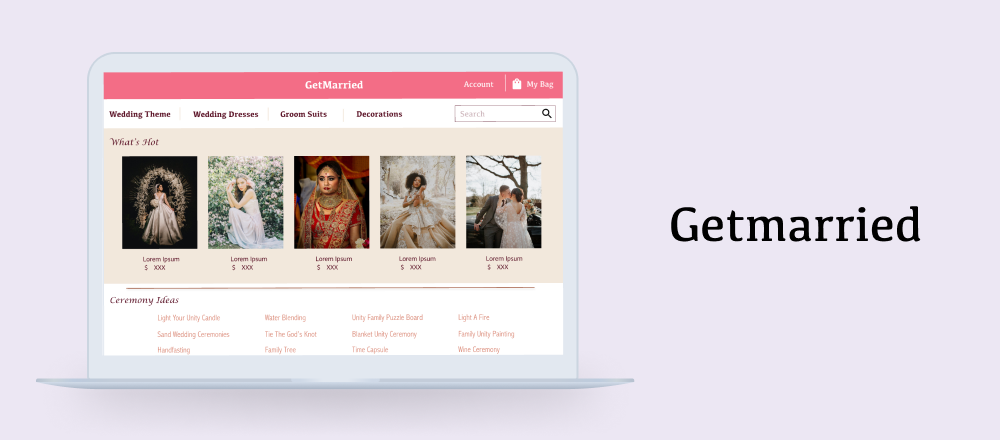 GetMarried
Account
My Bag
Wedding Theme
Wedding Dresses
Groom Suits
Decorations
Search
What's Hot
Lorem Ipsum
$ XXX
Lorem Ipsum
$ XXX
Lorem Ipsum
$ XXX
Lorem Ipsum
$ XXX
Lorem Ipsum
$ XXX
Ceremony Ideas
Light Your Unity Candle
Water Blending
Unity Family Puzzle Board
Light A Fire
Sand Wedding Ceremonies
Tie The God's Knot
Blanket Unity Ceremony
Family Unity Painting
Handfasting
Family Tree
Time Capsule
Wine Ceremony
Getmarried